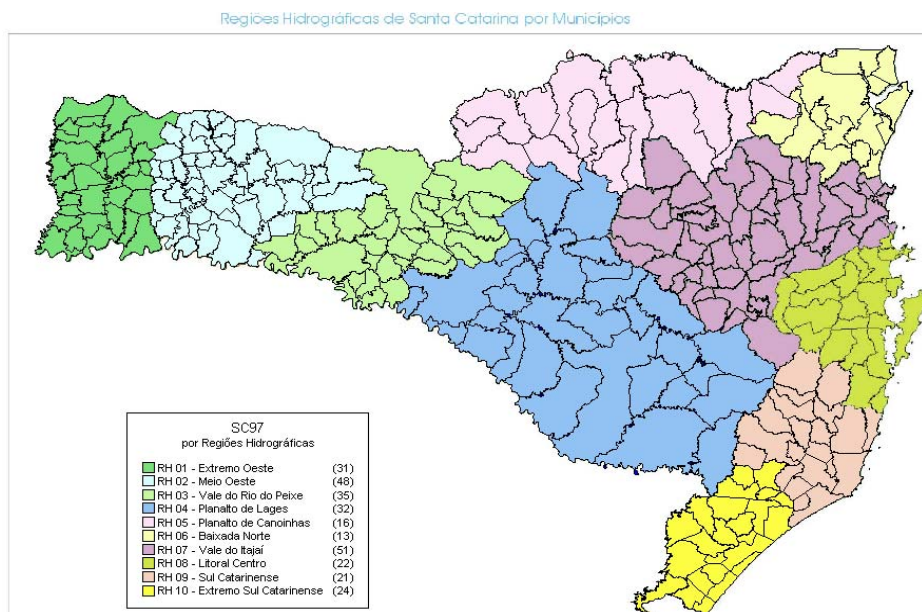 Regiões Hidrográficas de Santa Catarina por Municípios
SC97
por Regiões Hidrográficas
RH 01 - Extremo Oeste (31)
RH 02 - Meio Oeste (48)
RH 03 - Vale do Rio do Peixe (35)
RH 04 - Planalto de Lages (32)
RH 05 - Planalto de Canoinhas (16)
RH 06 - Baixada Norte (13)
RH 07 - Vale do Itajaí (51)
RH 08 - Litoral Centro (22)
RH 09 - Sul Catarinense (21)
RH 10 - Extremo Sul Catarinense (24)